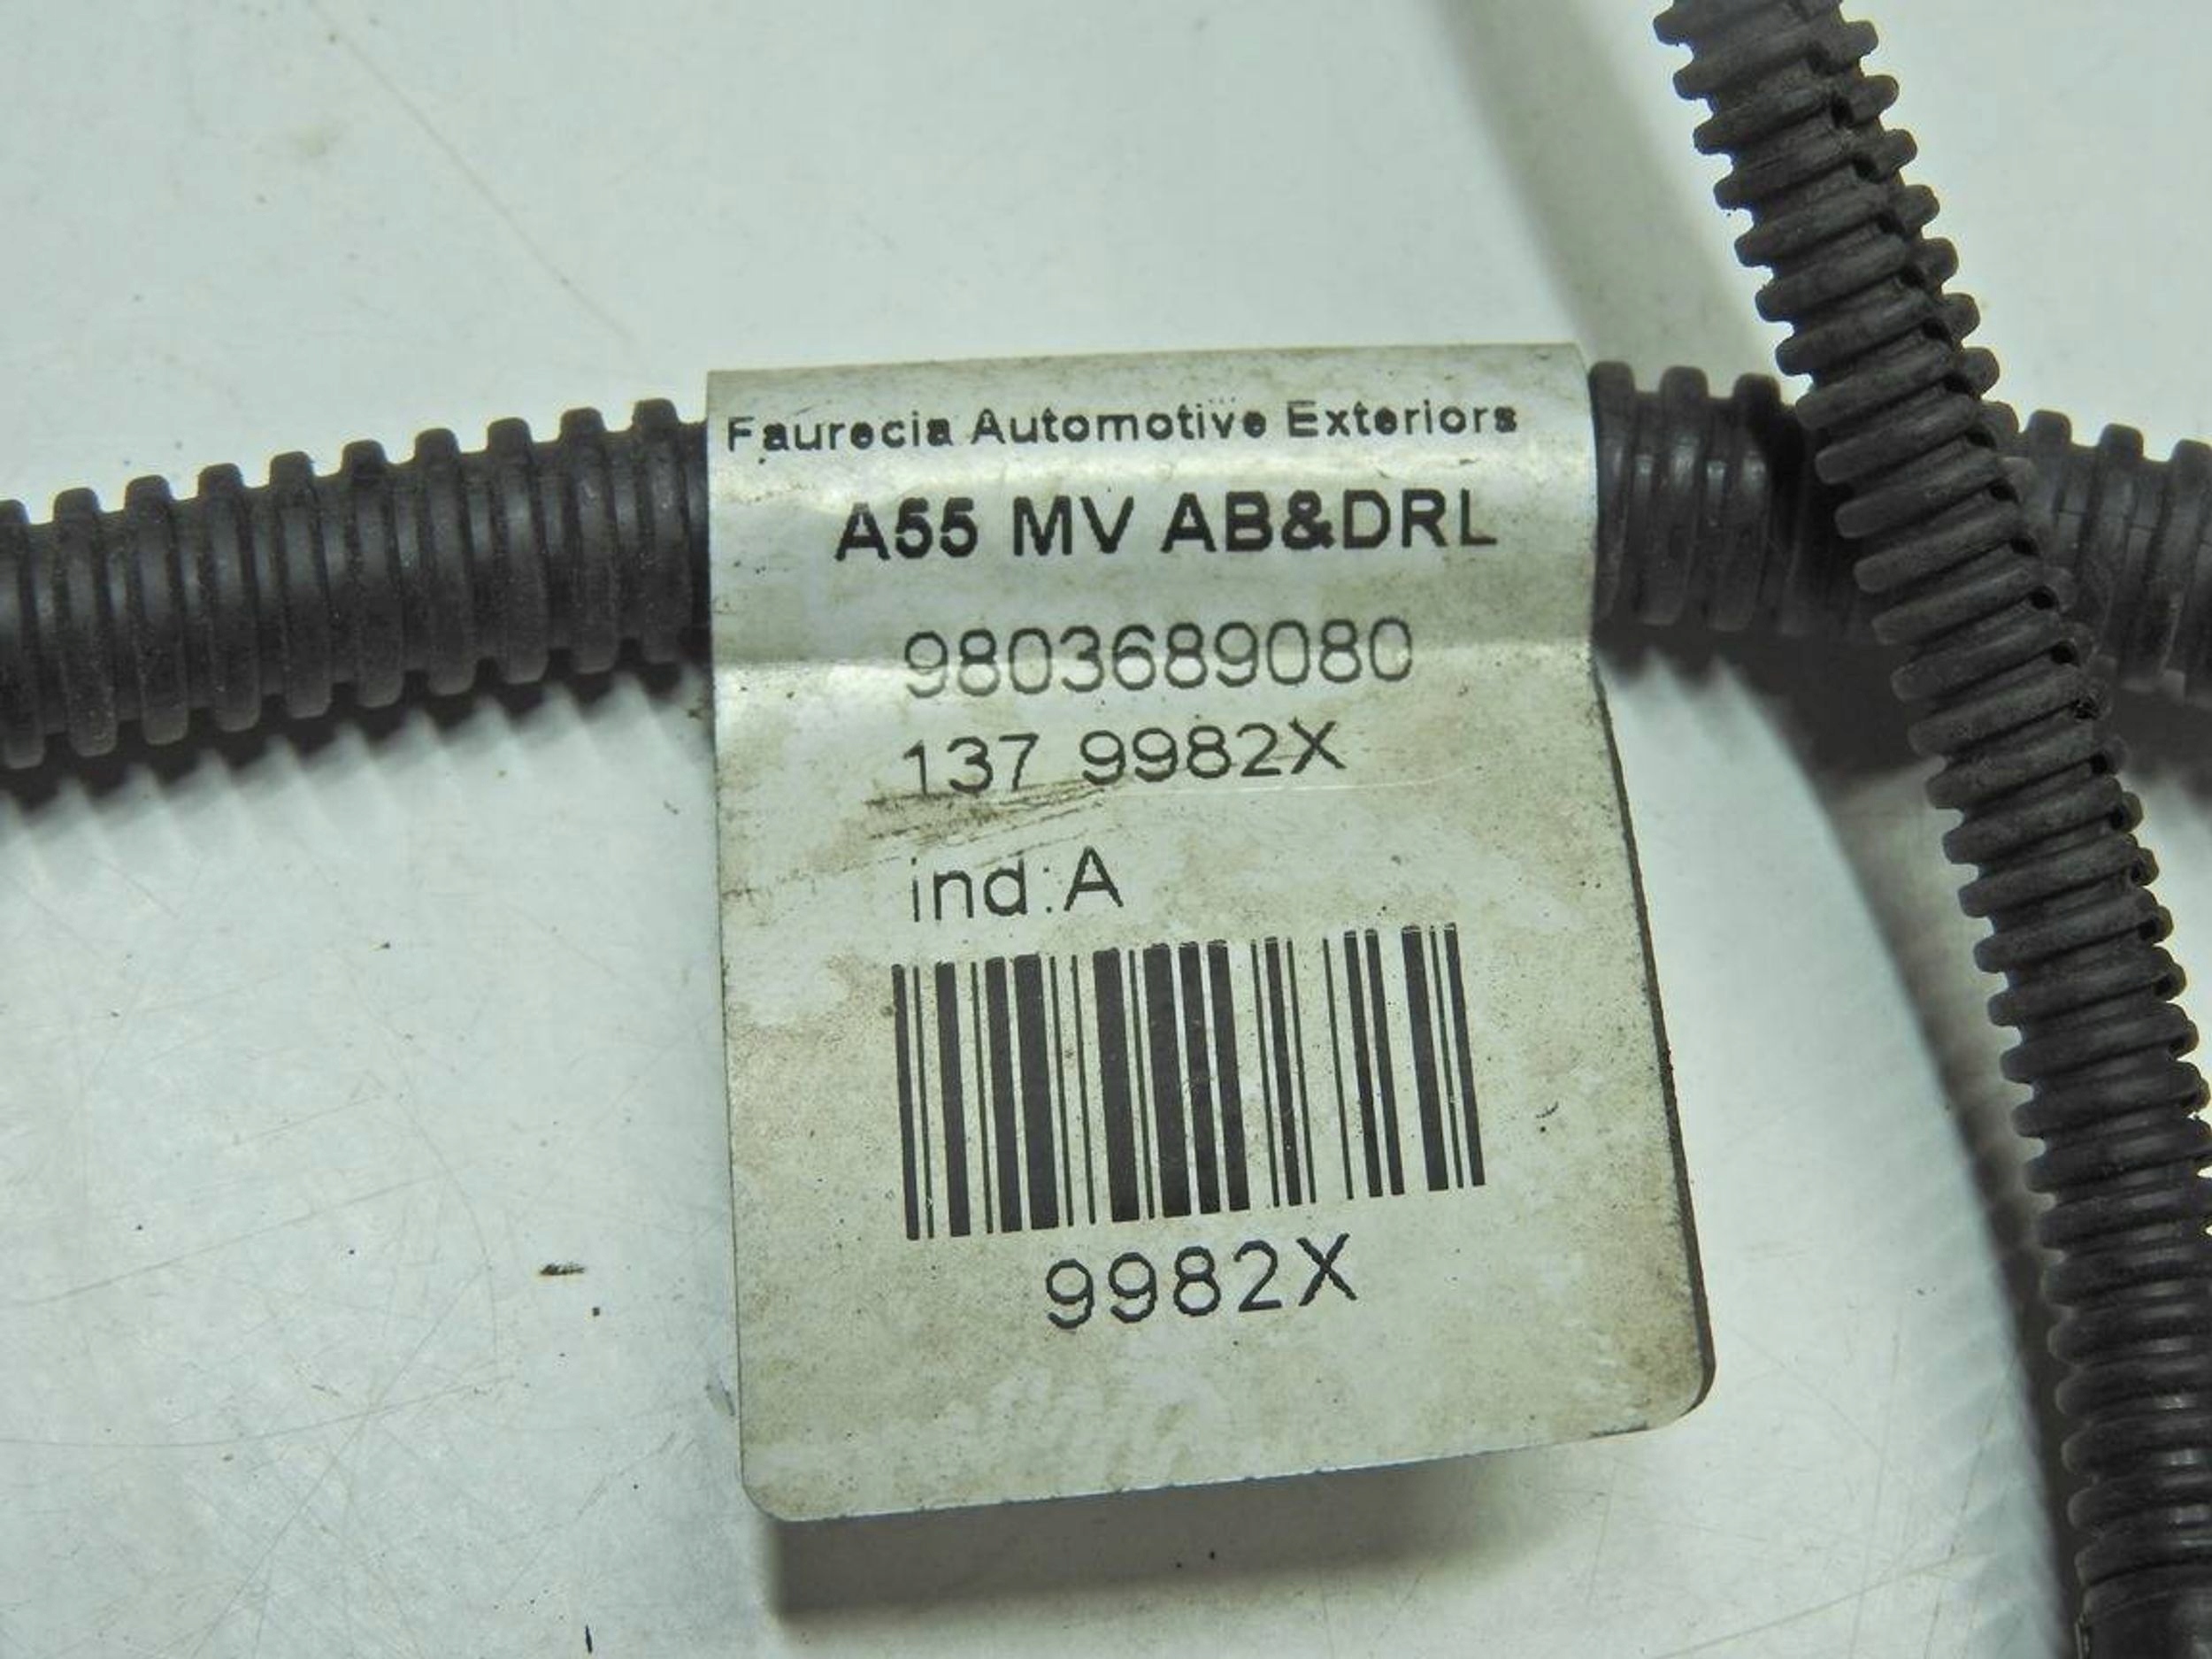 Faurecia Automotive Exteriors
A55 MV AB&DRL
9803689080
137 9982X
ind:A
9982X